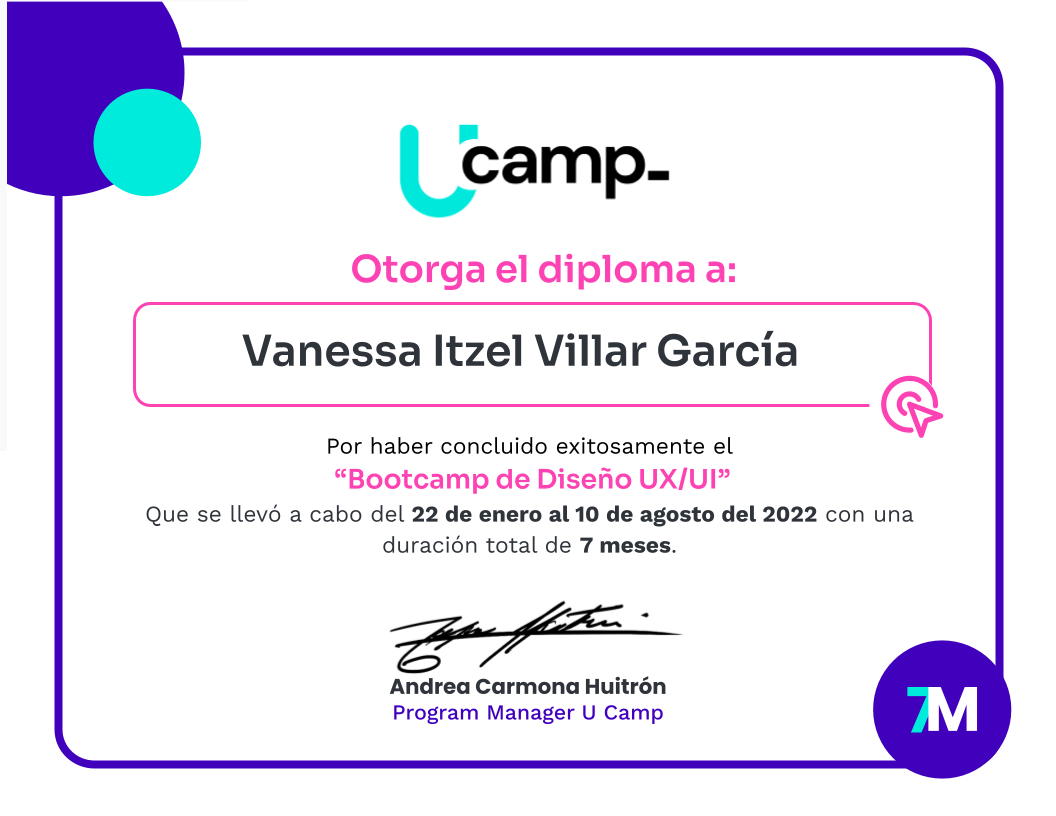 Ucamp
Otorga el diploma a:
Vanessa Itzel Villar García
Por haber concluido exitosamente el
“Bootcamp de Diseño UX/UI”
Que se llevó a cabo del 22 de enero al 10 de agosto del 2022 con una
duración total de 7 meses.
Andrea Carmona Huitrón
Program Manager U Camp
7M